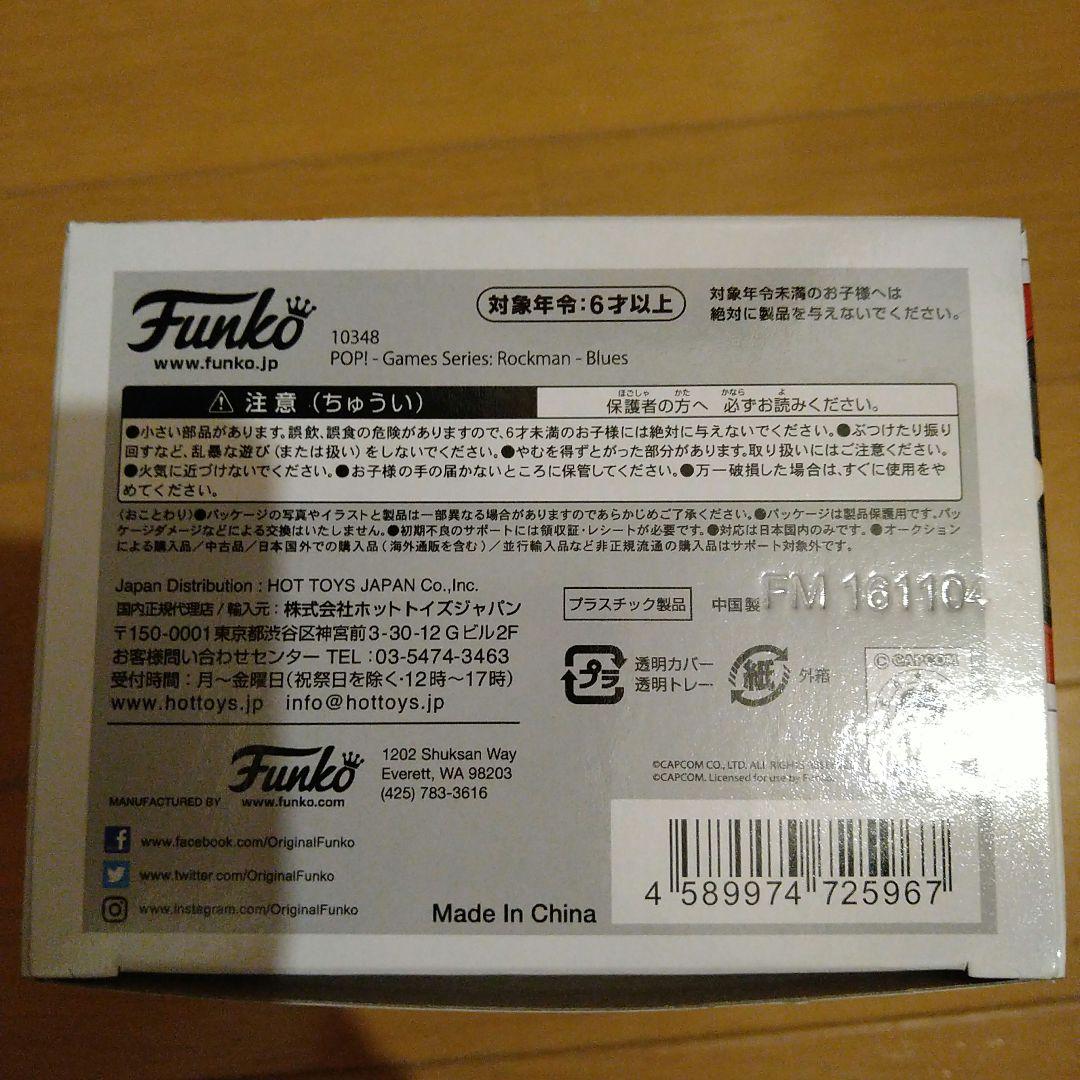 Funko
www.funko.jp
10348
POP! - Games Series: Rockman - Blues
対象年令:6才以上
対象年令未満のお子様へは
絶対に製品を与えないでください。
⚠ 注意(ちゅうい)
保護者の方へ 必ずお読みください。
ほごしゃ かた かなら よ
●小さい部品があります。誤飲、誤食の危険がありますので、6才未満のお子様には絶対に与えないでください。●ぶつけたり振り
回すなど、乱暴な遊び(または扱い)をしないでください。●やむを得ずとがった部分があります。取り扱いにはご注意ください。
●火気に近づけないでください。●お子様の手の届かないところに保管してください。●万一破損した場合は、すぐに使用をや
めてください。
〈おことわり〉●パッケージの写真やイラストと製品は一部異なる場合がありますのであらかじめご了承ください。●パッケージは製品保護用です。パッ
ケージダメージなどによる交換はいたしません。●初期不良のサポートには領収証・レシートが必要です。●対応は日本国内のみです。●オークション
による購入品/中古品/日本国外での購入品(海外通販を含む)/並行輸入品など非正規流通の購入品はサポート対象外です。
Japan Distribution : HOT TOYS JAPAN Co.,Inc.
国内正規代理店/輸入元:株式会社ホットトイズジャパン
〒150-0001 東京都渋谷区神宮前3-30-12 Gビル2F
お客様問い合わせセンター TEL:03-5474-3463
受付時間:月〜金曜日(祝祭日を除く・12時〜17時)
www.hottoys.jp info@hottoys.jp
プラスチック製品
中国製
FM 161104
プラ
透明カバー
透明トレー
紙
外箱
©CAPCOM
MANUFACTURED BY
Funko
www.funko.com
1202 Shuksan Way
Everett, WA 98203
(425) 783-3616
©CAPCOM CO., LTD. ALL RIGHTS RESERVED.
©CAPCOM. Licensed for use by Funko.
www.facebook.com/OriginalFunko
www.twitter.com/OriginalFunko
www.instagram.com/OriginalFunko
Made In China
4 589974 725967